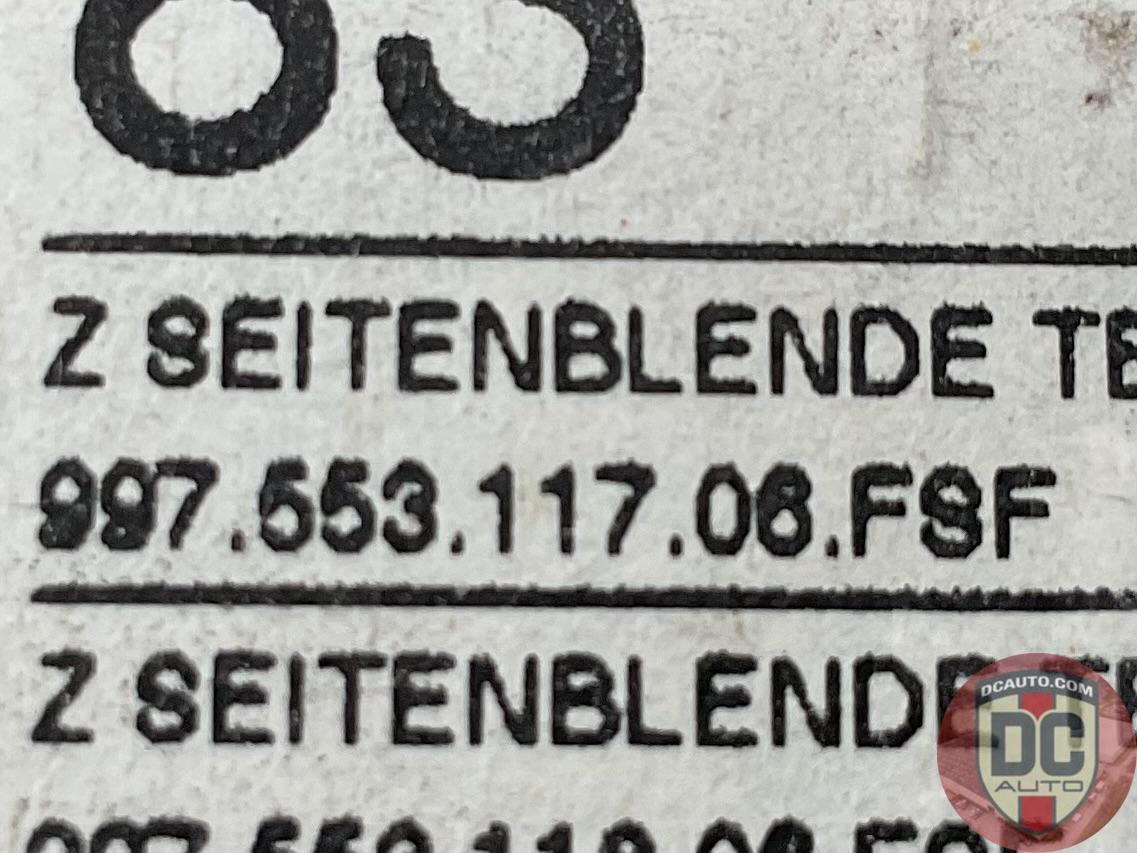 Z SEITENBLENDE TE
997.553.117.06.FSF
Z SEITENBLENDE
DCAUTO.COM
DC
AUTO